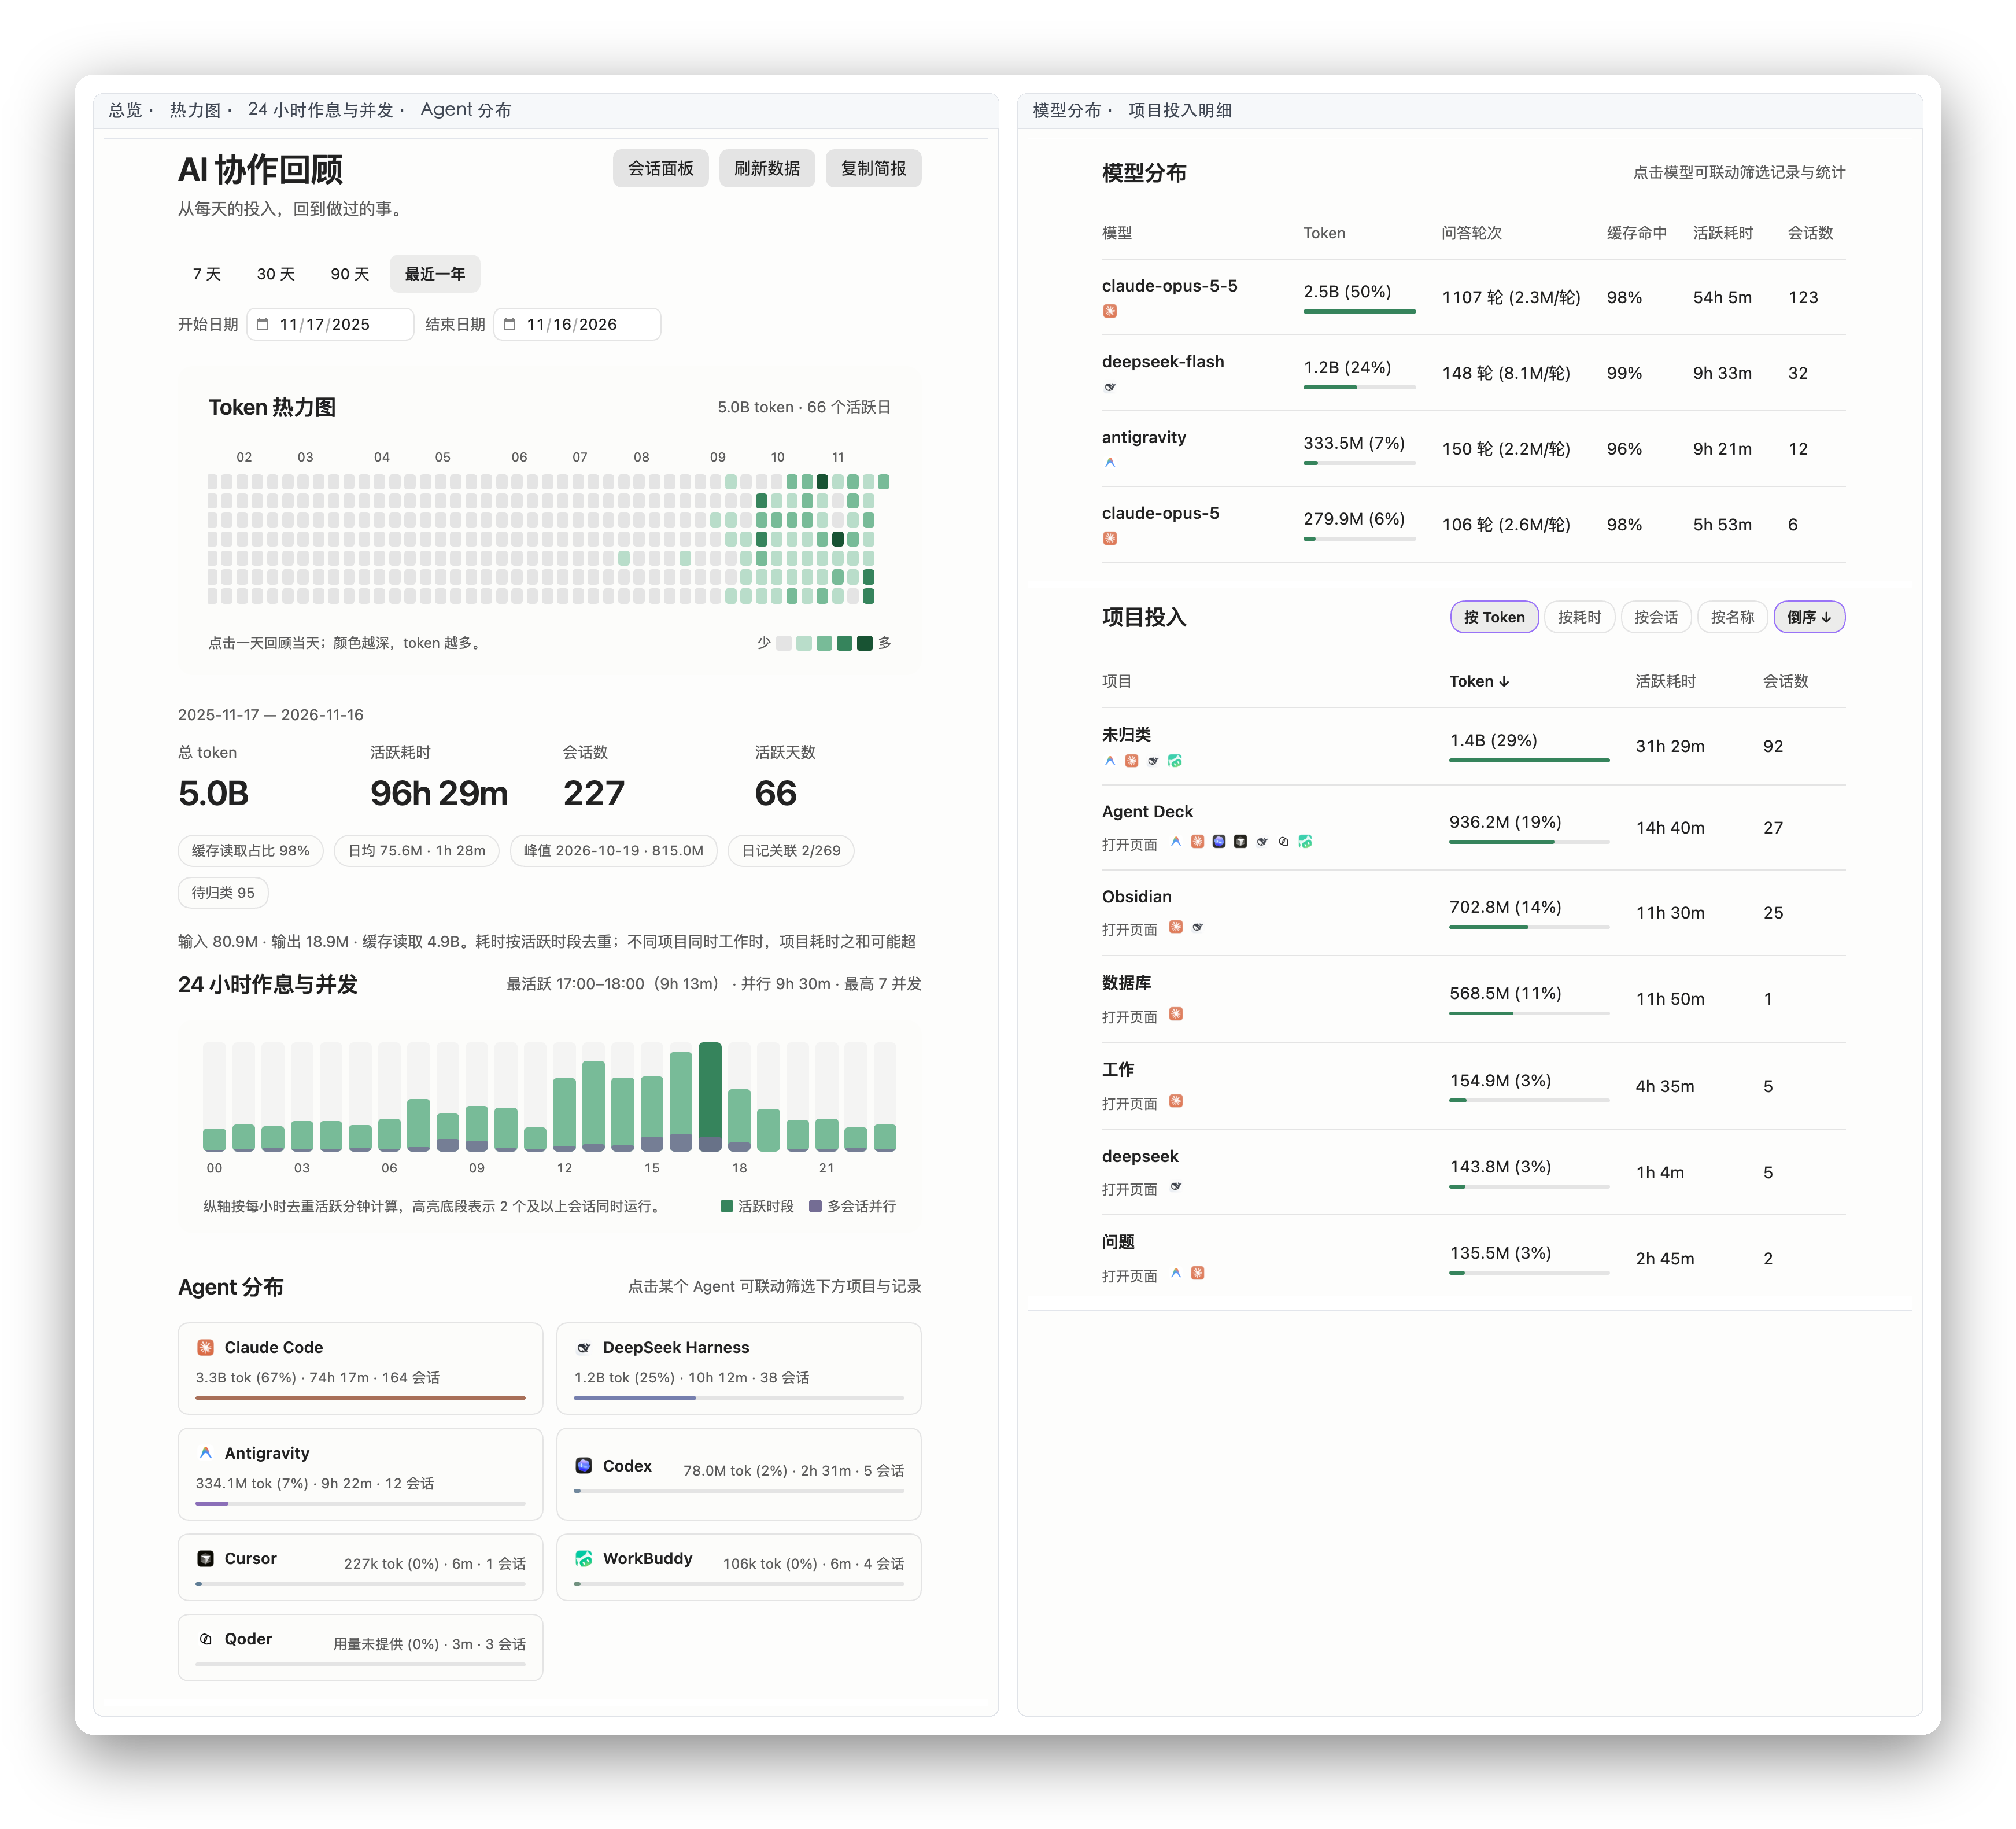 总览 · 热力图 · 24 小时作息与并发 · Agent 分布
AI 协作回顾
会话面板 刷新数据 复制简报
从每天的投入，回到做过的事。
7 天 30 天 90 天 最近一年
开始日期 11/17/2025 结束日期 11/16/2026
Token 热力图 5.0B token · 66 个活跃日
02 03 04 05 06 07 08 09 10 11
点击一天回顾当天；颜色越深，token 越多。 少 多
2025-11-17 — 2026-11-16
总 token 活跃耗时 会话数 活跃天数
5.0B 96h 29m 227 66
缓存读取占比 98% 日均 75.6M · 1h 28m 峰值 2026-10-19 · 815.0M 日记关联 2/269
待归类 95
输入 80.9M · 输出 18.9M · 缓存读取 4.9B。耗时按活跃时段去重；不同项目同时工作时，项目耗时之和可能超
24 小时作息与并发 最活跃 17:00–18:00（9h 13m） · 并行 9h 30m · 最高 7 并发
00 03 06 09 12 15 18 21
纵轴按每小时去重活跃分钟计算，高亮底段表示 2 个及以上会话同时运行。 活跃时段 多会话并行
Agent 分布 点击某个 Agent 可联动筛选下方项目与记录
Claude Code
3.3B tok (67%) · 74h 17m · 164 会话
DeepSeek Harness
1.2B tok (25%) · 10h 12m · 38 会话
Antigravity
334.1M tok (7%) · 9h 22m · 12 会话
Codex 78.0M tok (2%) · 2h 31m · 5 会话
Cursor 227k tok (0%) · 6m · 1 会话
WorkBuddy 106k tok (0%) · 6m · 4 会话
Qoder 用量未提供 (0%) · 3m · 3 会话
模型分布 · 项目投入明细
模型分布 点击模型可联动筛选记录与统计
模型 Token 问答轮次 缓存命中 活跃耗时 会话数
claude-opus-5-5 2.5B (50%) 1107 轮 (2.3M/轮) 98% 54h 5m 123
deepseek-flash 1.2B (24%) 148 轮 (8.1M/轮) 99% 9h 33m 32
antigravity 333.5M (7%) 150 轮 (2.2M/轮) 96% 9h 21m 12
claude-opus-5 279.9M (6%) 106 轮 (2.6M/轮) 98% 5h 53m 6
项目投入 按 Token 按耗时 按会话 按名称 倒序 ↓
项目 Token ↓ 活跃耗时 会话数
未归类 1.4B (29%) 31h 29m 92
Agent Deck 936.2M (19%) 14h 40m 27
打开页面
Obsidian 702.8M (14%) 11h 30m 25
打开页面
数据库 568.5M (11%) 11h 50m 1
打开页面
工作 154.9M (3%) 4h 35m 5
打开页面
deepseek 143.8M (3%) 1h 4m 5
打开页面
问题 135.5M (3%) 2h 45m 2
打开页面